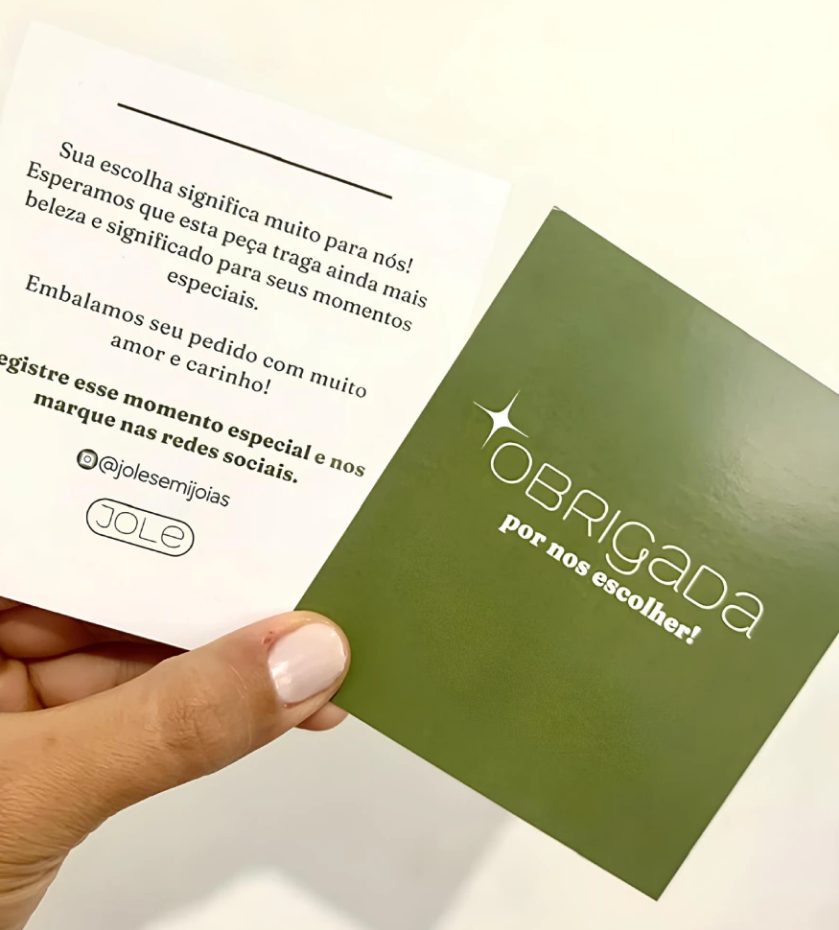 Sua escolha significa muito para nós!
Esperamos que esta peça traga ainda mais
beleza e significado para seus momentos
especiais.
Embalamos seu pedido com muito
amor e carinho!
egistre esse momento especial e nos
marque nas redes sociais.
@jolesemijoias
JOLe
OBRIgaDa
por nos escolher!